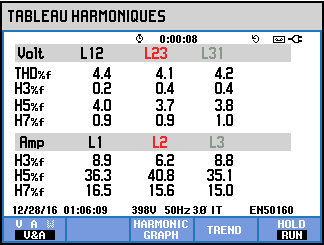 TABLEAU HARMONIQUES
0:00:08
Volt L12 L23 L31
THD%f 4.4 4.1 4.2
H3%f 0.2 0.4 0.4
H5%f 4.0 3.7 3.8
H7%f 0.9 0.9 1.0
Amp L1 L2 L3
H3%f 8.9 6.2 8.8
H5%f 36.3 40.8 35.1
H7%f 16.5 15.6 15.0
12/28/16 01:06:09 398V 50Hz 3Ø IT EN50160
V A W HARMONIC TREND HOLD
V&A GRAPH RUN